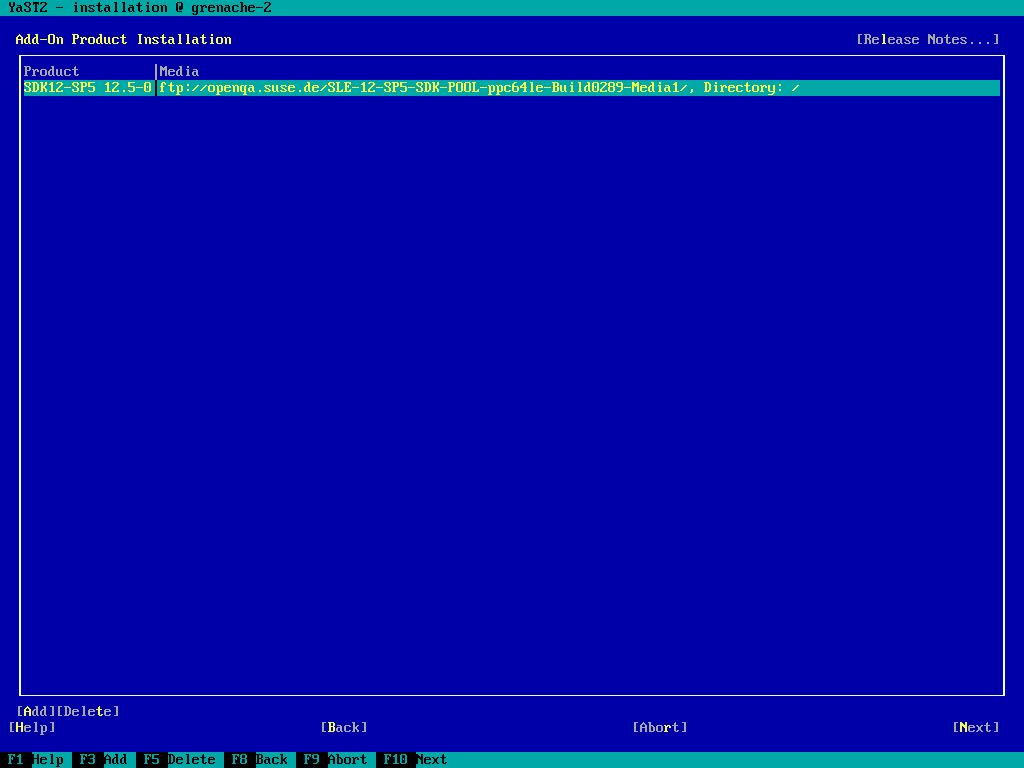 YaST2 - installation @ grenache-2
Add-On Product Installation [Release Notes...]
Product |Media
SDK12-SP5 12.5-0|ftp://openqa.suse.de/SLE-12-SP5-SDK-POOL-ppc64le-Build0289-Media1/, Directory: /
[Add][Delete]
[Help] [Back] [Abort] [Next]
F1 Help F3 Add F5 Delete F8 Back F9 Abort F10 Next